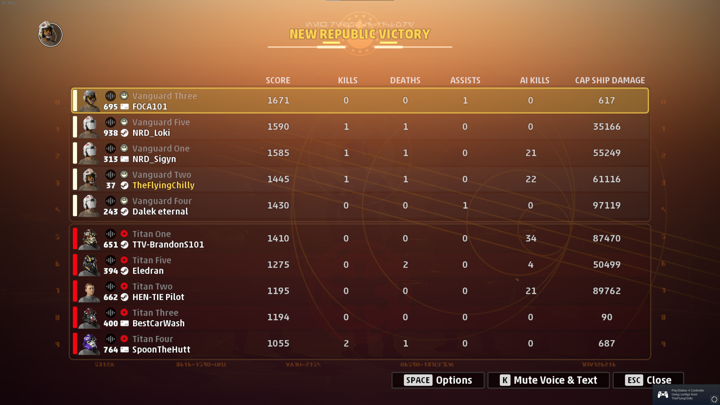 NEW REPUBLIC VICTORY
SCORE KILLS DEATHS ASSISTS AI KILLS CAP SHIP DAMAGE
Vanguard Three
695 FOCA101 1671 0 0 1 0 617
Vanguard Five
938 NRD_Loki 1590 1 1 0 0 35166
Vanguard One
313 NRD_Sigyn 1585 1 1 0 21 55249
Vanguard Two
37 TheFlyingChilly 1445 1 1 0 22 61116
Vanguard Four
243 Dalek eternal 1430 0 0 1 0 97119
Titan One
651 TTV-BrandonS101 1410 0 0 0 34 87470
Titan Five
394 Eledran 1275 0 2 0 4 50499
Titan Two
662 HEN-TIE Pilot 1195 0 0 0 21 89762
Titan Three
400 BestCarWash 1194 0 0 0 0 90
Titan Four
764 SpoonTheHutt 1055 2 1 0 0 687
SPACE Options K Mute Voice & Text ESC Close